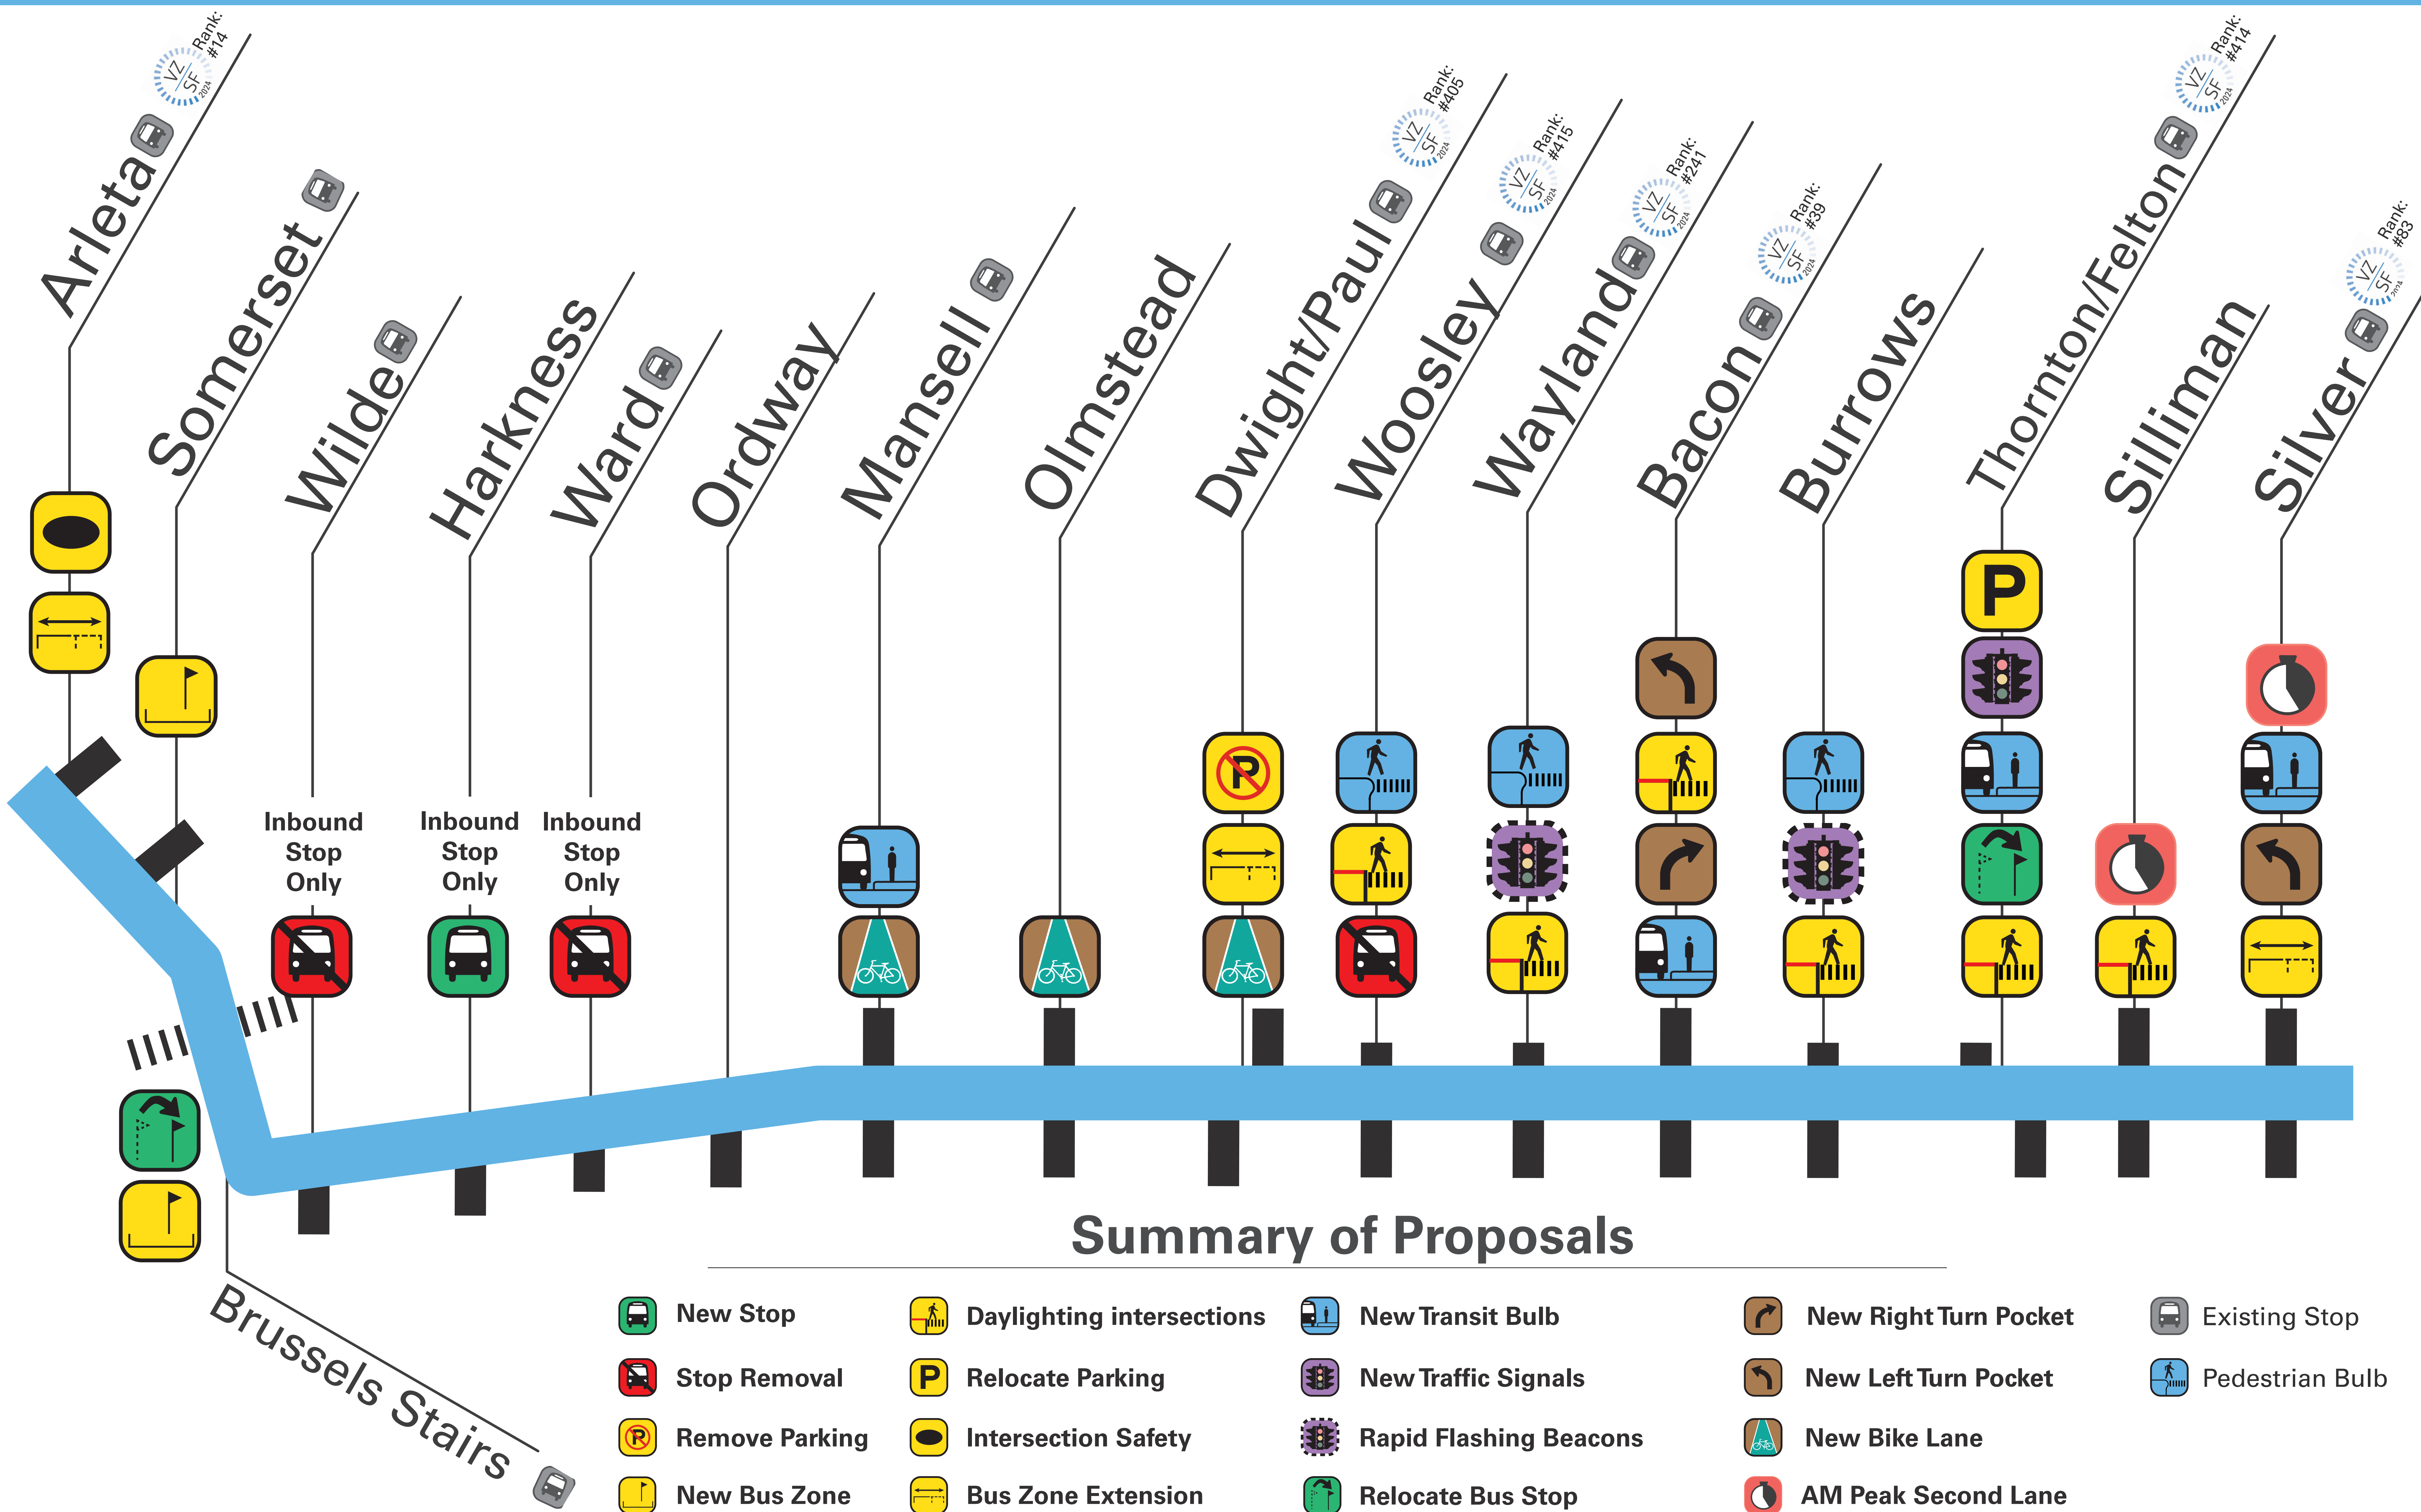 Arleta
VZ
SF
2024
Rank:
#14
Somerset
Wilde
Harkness
Ward
Ordway
Mansell
Olmstead
Dwight/Paul
VZ
SF
2024
Rank:
#405
Woosley
VZ
SF
2024
Rank:
#415
Wayland
VZ
SF
2024
Rank:
#241
Bacon
VZ
SF
2024
Rank:
#39
Burrows
Thornton/Felton
VZ
SF
2024
Rank:
#414
Silliman
Silver
VZ
SF
2024
Rank:
#83
P
P
Inbound
Stop
Only
Inbound
Stop
Only
Inbound
Stop
Only
Brussels Stairs
Summary of Proposals
New Stop
Stop Removal
P
Remove Parking
New Bus Zone
Daylighting intersections
P
Relocate Parking
Intersection Safety
Bus Zone Extension
New Transit Bulb
New Traffic Signals
Rapid Flashing Beacons
Relocate Bus Stop
New Right Turn Pocket
New Left Turn Pocket
New Bike Lane
AM Peak Second Lane
Existing Stop
Pedestrian Bulb